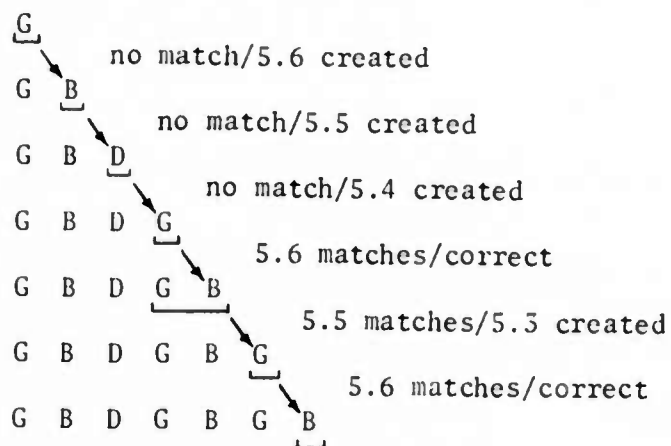 G
no match/5.6 created
G B
no match/5.5 created
G B D
no match/5.4 created
G B D G
5.6 matches/correct
G B D G B
5.5 matches/5.3 created
G B D G B G
5.6 matches/correct
G B D G B G B